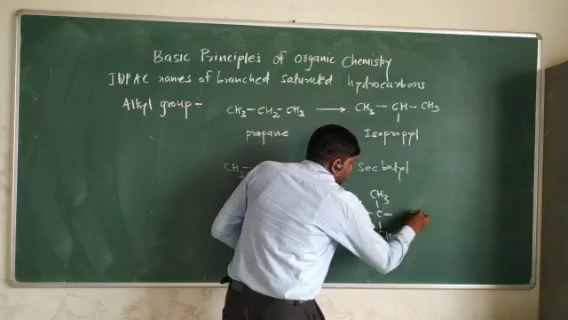 Basic Principles of Organic Chemistry
IUPAC names of branched saturated hydrocarbons
Alkyl group - CH₃-CH₂-CH₃ → CH₃-CH-CH₃
propane Isopropyl
CH₃- Sec butyl
CH₃
-C-